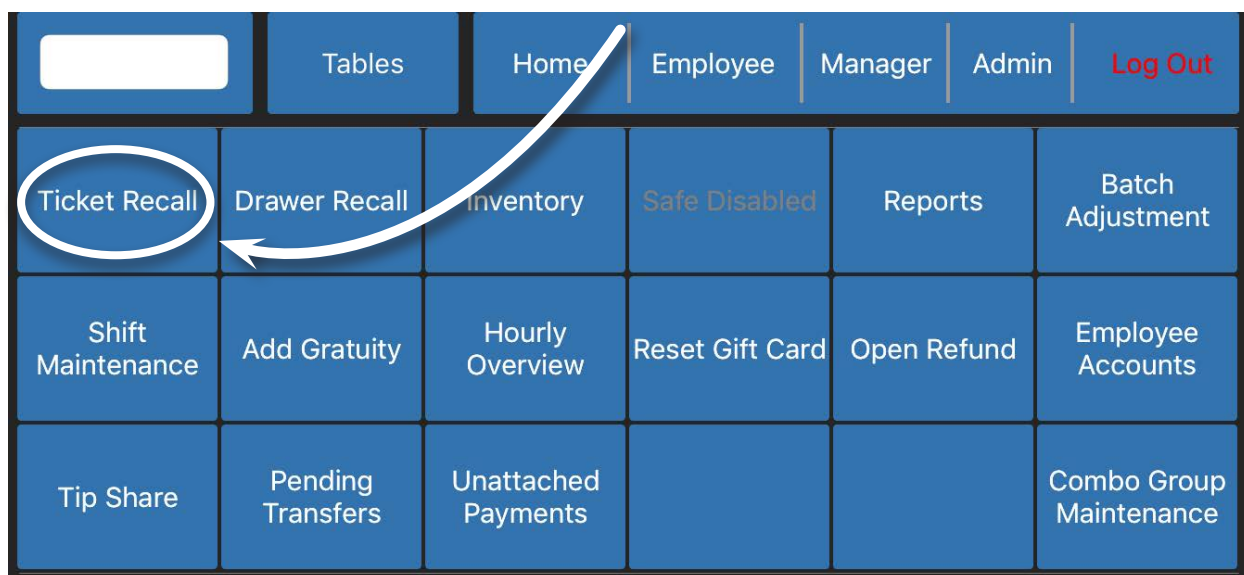 Tables
Home
Employee
Manager
Admin
Log Out
Ticket Recall
Drawer Recall
Inventory
Safe Disabled
Reports
Batch
Adjustment
Shift
Maintenance
Add Gratuity
Hourly
Overview
Reset Gift Card
Open Refund
Employee
Accounts
Tip Share
Pending
Transfers
Unattached
Payments
Combo Group
Maintenance